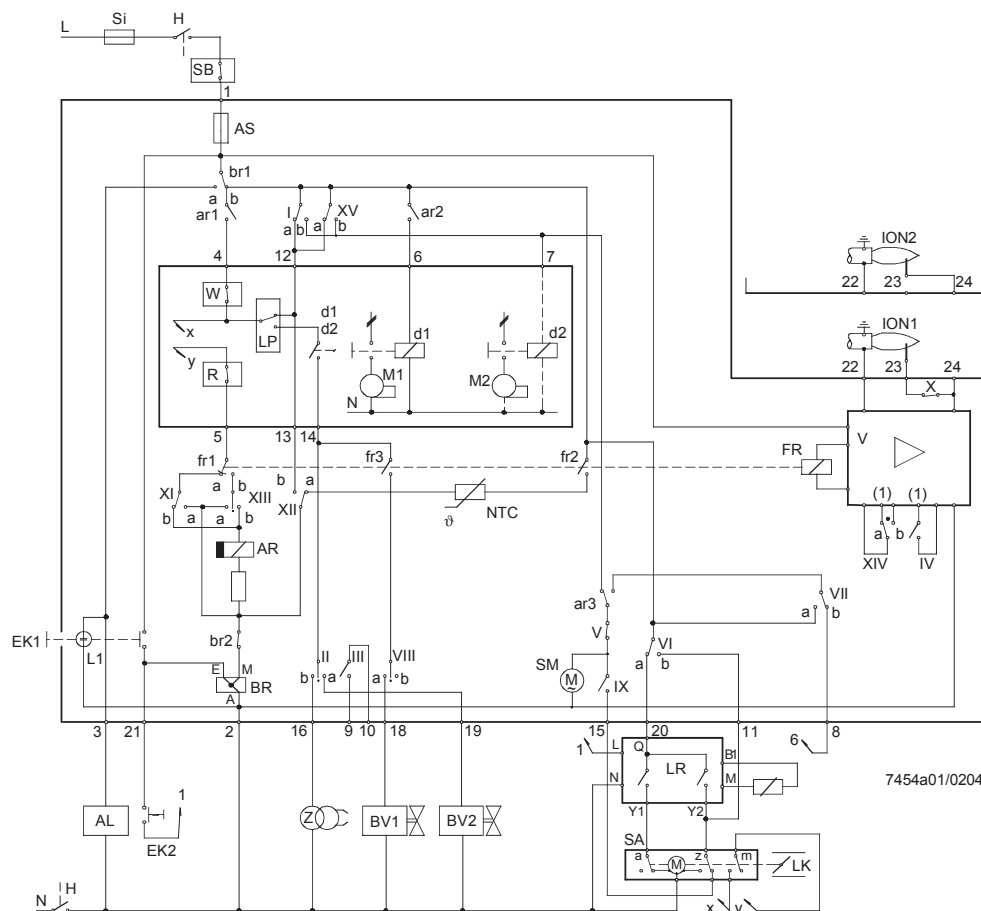 L Si H
SB
1
AS
br1
a b
ar1
I
a b
XV
b
ar2
4 12 6 7
W
x
LP
d1
d2
y
R
d1
M1
N
d2
M2
5 13 14
fr1
a b
XI
b a
XIII
a b
b
XII
a
fr3
fr2
ϑ NTC
FR
AR
ION2
22 23 24
ION1
22 23 24
X
V
(1) (1)
a b
XIV IV
EK1
L1
br2
E M
BR
A
II
b a
III
VIII
a b
ar3
V
SM
M
~
IX
VI
a b
VII
a b
3 21 2 16 9 10 18 19 15 20 11 8
AL
1
EK2
Z
BV1
BV2
1
L Q B1
LR
N M
Y1 Y2
6
SA
a M z m
LK
x y
7454a01/0204
N H